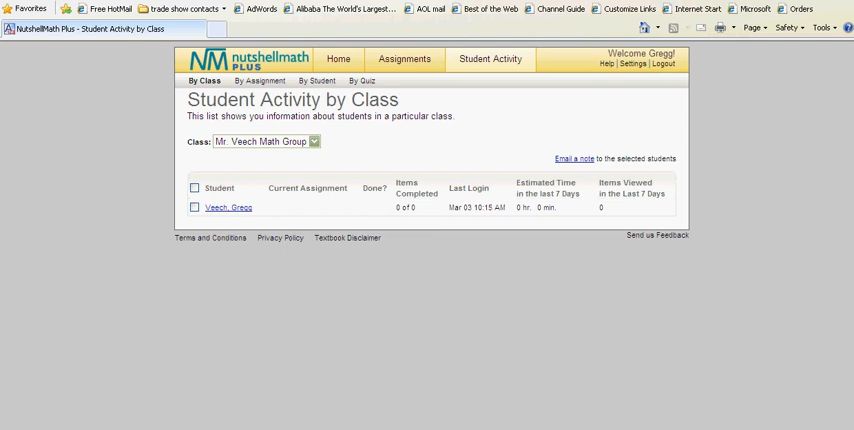 Favorites Free HotMail trade show contacts AdWords Alibaba The World's Largest... AOL mail Best of the Web Channel Guide Customize Links Internet Start Microsoft Orders
NutshellMath Plus - Student Activity by Class Page Safety Tools
NM nutshellmath PLUS Home Assignments Student Activity Welcome Gregg!
Help | Settings | Logout
By Class By Assignment By Student By Quiz
Student Activity by Class
This list shows you information about students in a particular class.
Class: Mr. Veech Math Group
Email a note to the selected students
Student Current Assignment Done? Items Completed Last Login Estimated Time in the last 7 Days Items Viewed in the Last 7 Days
Veech, Gregg 0 of 0 Mar 03 10:15 AM 0 hr. 0 min. 0
Terms and Conditions Privacy Policy Textbook Disclaimer Send us Feedback